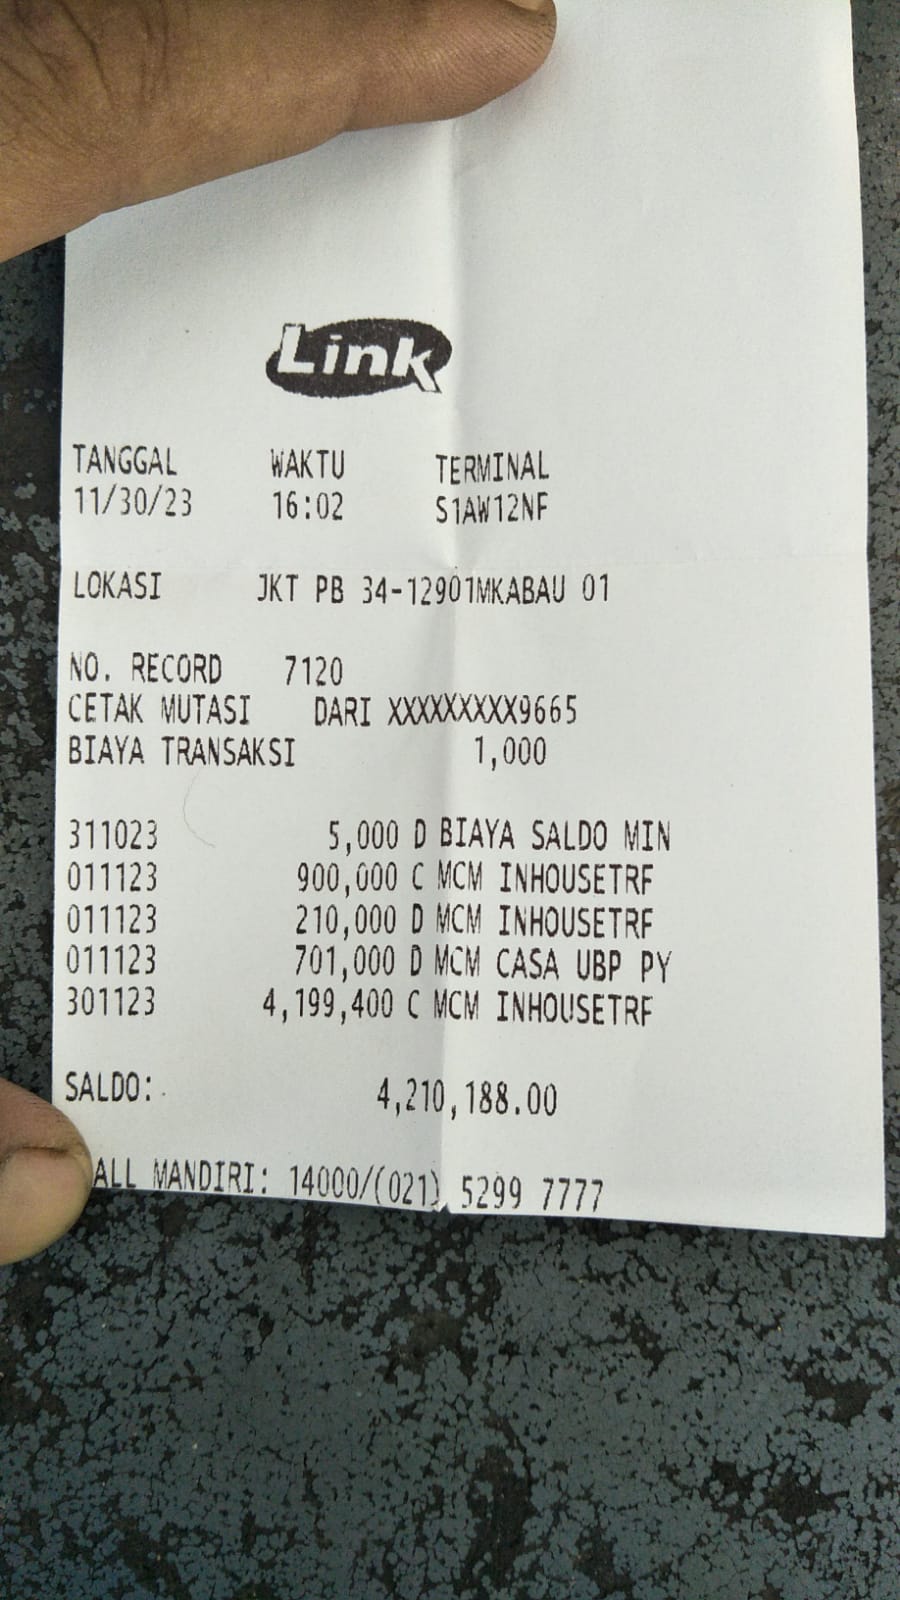 Link
TANGGAL WAKTU TERMINAL
11/30/23 16:02 S1AW12NF
LOKASI JKT PB 34-12901MKABAU 01
NO. RECORD 7120
CETAK MUTASI DARI XXXXXXXXX9665
BIAYA TRANSAKSI 1,000
311023 5,000 D BIAYA SALDO MIN
011123 900,000 C MCM INHOUSETRF
011123 210,000 D MCM INHOUSETRF
011123 701,000 D MCM CASA UBP PY
301123 4,199,400 C MCM INHOUSETRF
SALDO: 4,210,188.00
ALL MANDIRI: 14000/(021) 5299 7777